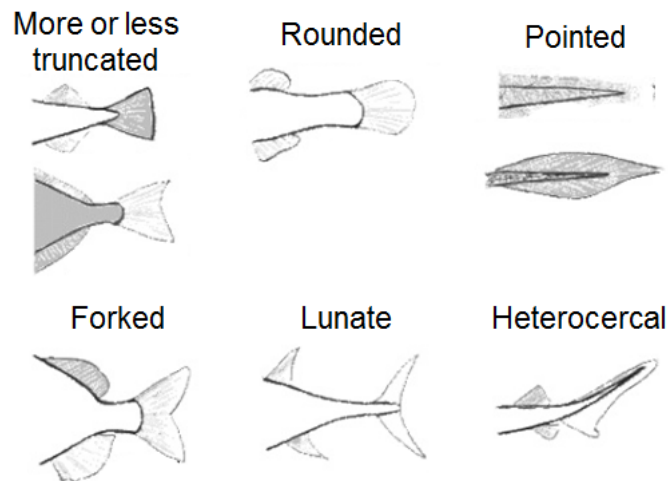 More or less
truncated
Rounded
Pointed
Forked
Lunate
Heterocercal